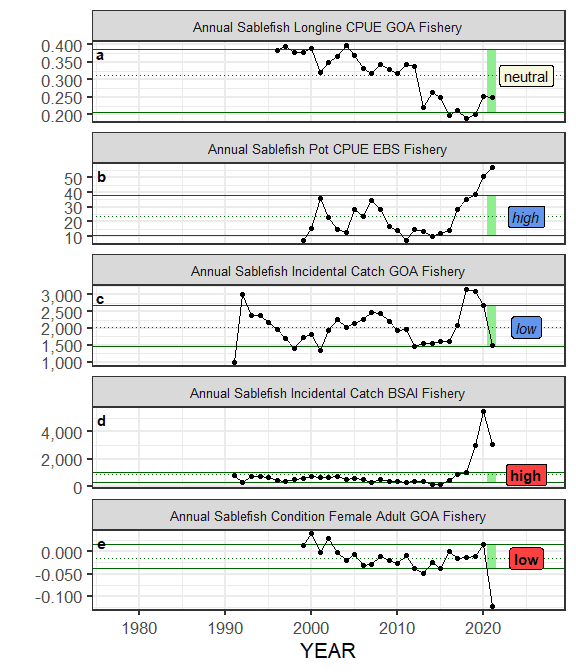 Annual Sablefish Longline CPUE GOA Fishery
a
0.400
0.350
0.300
0.250
0.200
neutral
Annual Sablefish Pot CPUE EBS Fishery
b
50
40
30
20
10
high
Annual Sablefish Incidental Catch GOA Fishery
c
3,000
2,500
2,000
1,500
1,000
low
Annual Sablefish Incidental Catch BSAI Fishery
d
4,000
2,000
0
high
Annual Sablefish Condition Female Adult GOA Fishery
e
0.000
-0.050
-0.100
low
1980 1990 2000 2010 2020
YEAR